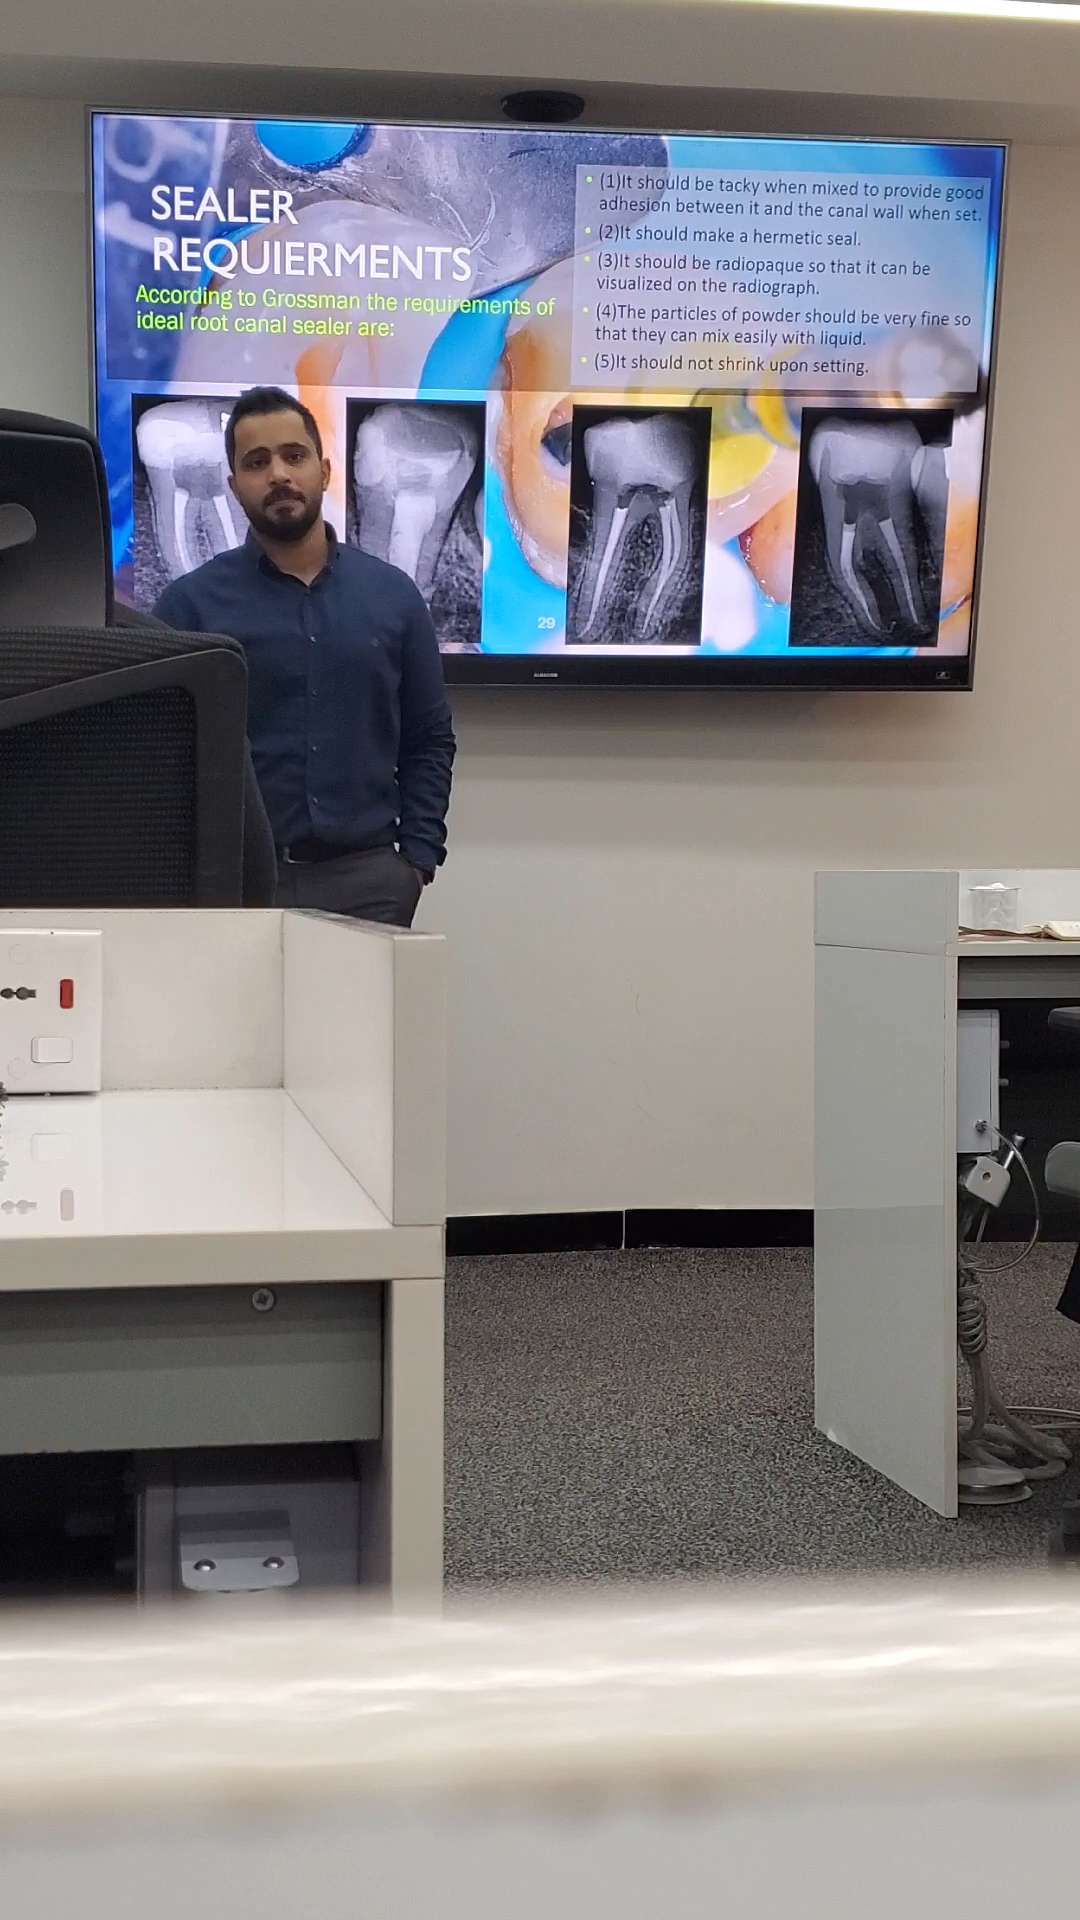 SEALER
REQUIERMENTS
According to Grossman the requirements of
ideal root canal sealer are:
• (1)It should be tacky when mixed to provide good
adhesion between it and the canal wall when set.
• (2)It should make a hermetic seal.
• (3)It should be radiopaque so that it can be
visualized on the radiograph.
• (4)The particles of powder should be very fine so
that they can mix easily with liquid.
• (5)It should not shrink upon setting.
29